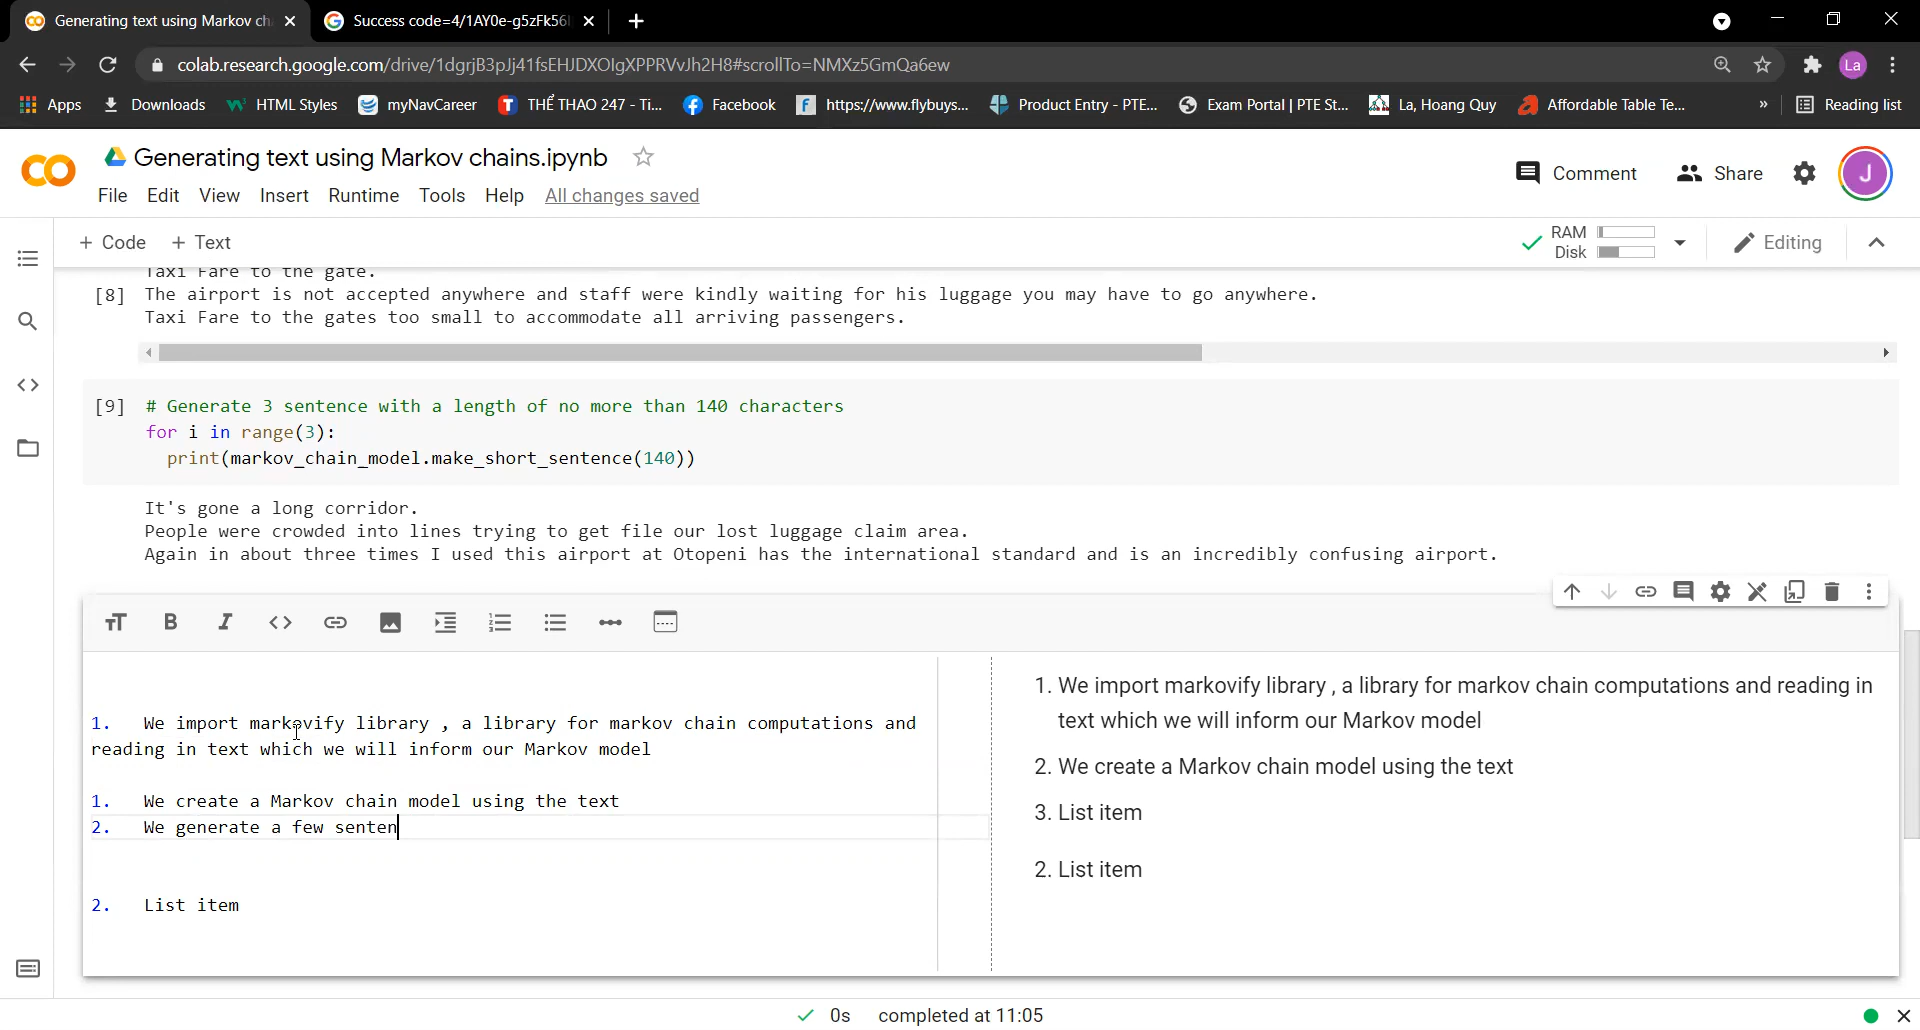 Generating text using Markov ch
Success code=4/1AY0e-g5zFk56
colab.research.google.com/drive/1dgrjB3pJj41fsEHJDXOIgXPPRVvJh2H8#scrollTo=NMXz5GmQa6ew
La
Apps Downloads HTML Styles myNavCareer THỂ THAO 247 - Ti... Facebook https://www.flybuys... Product Entry - PTE... Exam Portal | PTE St... La, Hoang Quy Affordable Table Te... » Reading list
Generating text using Markov chains.ipynb
Comment Share J
File Edit View Insert Runtime Tools Help All changes saved
+ Code + Text
RAM
Disk
Editing
Taxi Fare to the gate.
[8] The airport is not accepted anywhere and staff were kindly waiting for his luggage you may have to go anywhere.
Taxi Fare to the gates too small to accommodate all arriving passengers.
[9] # Generate 3 sentence with a length of no more than 140 characters
for i in range(3):
print(markov_chain_model.make_short_sentence(140))
It's gone a long corridor.
People were crowded into lines trying to get file our lost luggage claim area.
Again in about three times I used this airport at Otopeni has the international standard and is an incredibly confusing airport.
1. We import markovify library , a library for markov chain computations and
reading in text which we will inform our Markov model
1. We create a Markov chain model using the text
2. We generate a few senten
2. List item
1. We import markovify library , a library for markov chain computations and reading in
text which we will inform our Markov model
2. We create a Markov chain model using the text
3. List item
2. List item
0s completed at 11:05